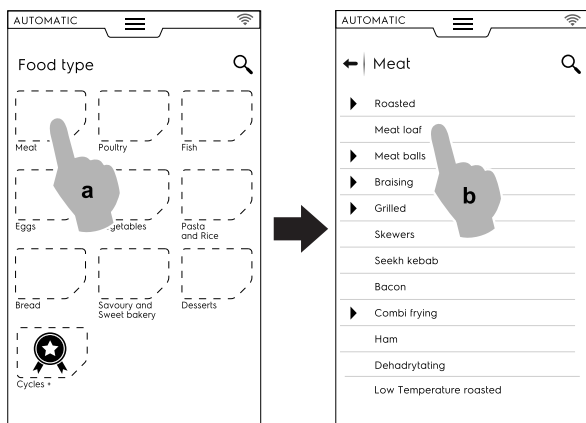 AUTOMATIC
Food type
Meat
Poultry
Fish
a
Eggs
getables
Pasta
and Rice
Bread
Savoury and
Sweet bakery
Desserts
Cycles +
AUTOMATIC
Meat
Roasted
Meat loaf
Meat balls
b
Braising
Grilled
Skewers
Seekh kebab
Bacon
Combi frying
Ham
Dehadrytating
Low Temperature roasted